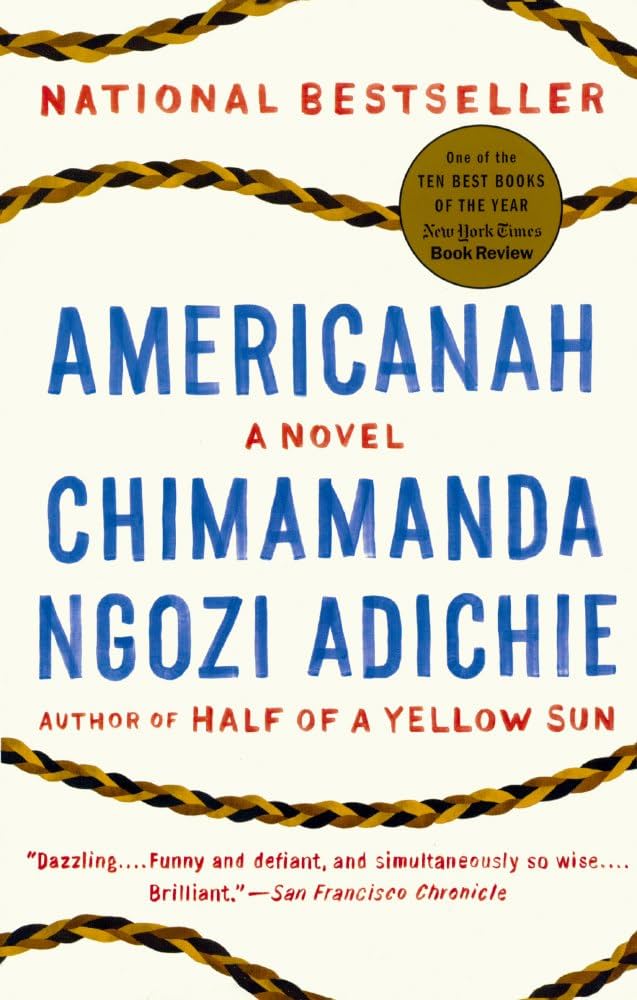 NATIONAL BESTSELLER
One of the
TEN BEST BOOKS
OF THE YEAR
New York Times
Book Review
AMERICANAH
A NOVEL
CHIMAMANDA
NGOZI ADICHIE
AUTHOR OF HALF OF A YELLOW SUN
"Dazzling.... Funny and defiant, and simultaneously so wise....
Brilliant."—San Francisco Chronicle